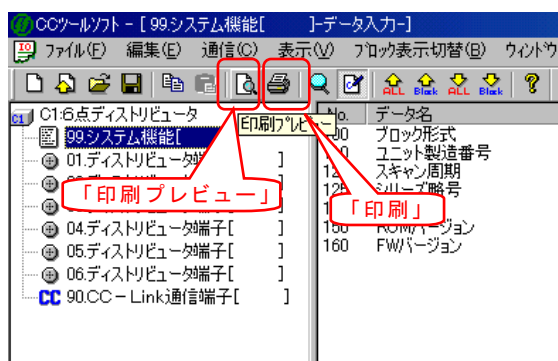 CCツールソフト - [ 99.システム機能[ ]-データ入力-]
ファイル(F) 編集(E) 通信(C) 表示(V) ブロック表示切替(B) ウィンドウ
ALL Block ALL Block
C1:6点ディストリビュータ
99.システム機能[
01.ディストリビュータ端子[ ]
04.ディストリビュータ端子[ ]
05.ディストリビュータ端子[ ]
06.ディストリビュータ端子[ ]
CC 90.CC－Link通信端子[ ]
印刷プレビュー
「印刷プレビュー」
「印刷」
No. データ名
100 ブロック形式
ユニット製造番号
スキャン周期
シリーズ略号
ROMバージョン
160 FWバージョン